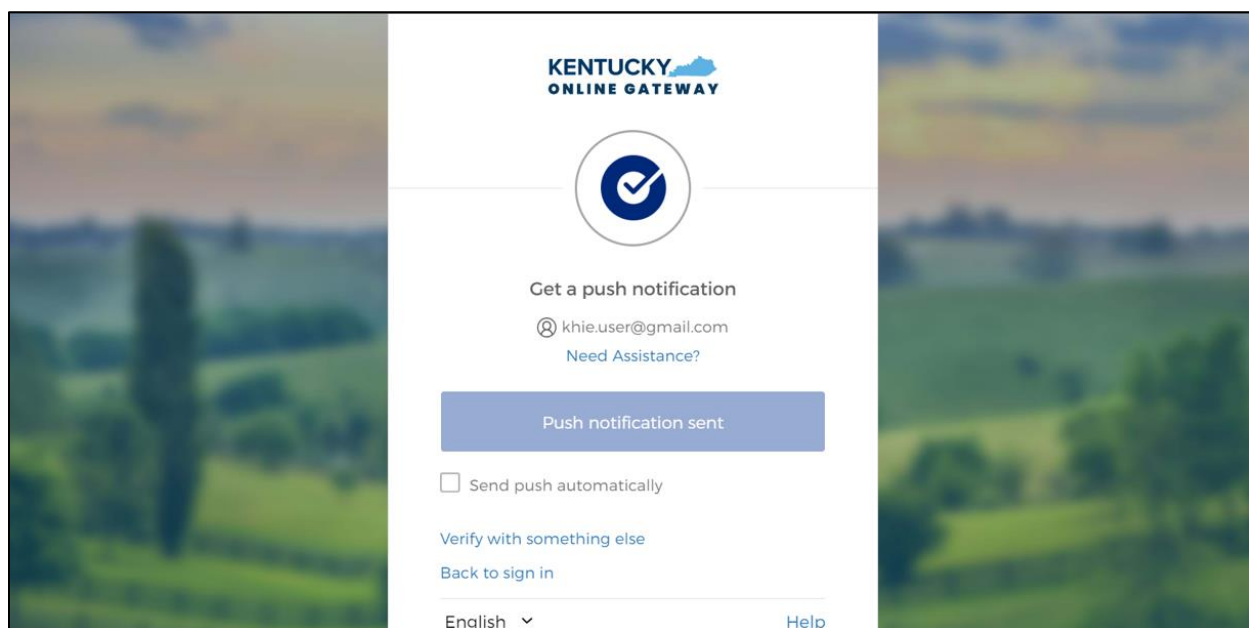 KENTUCKY
ONLINE GATEWAY
Get a push notification
khie.user@gmail.com
Need Assistance?
Push notification sent
Send push automatically
Verify with something else
Back to sign in
English Help